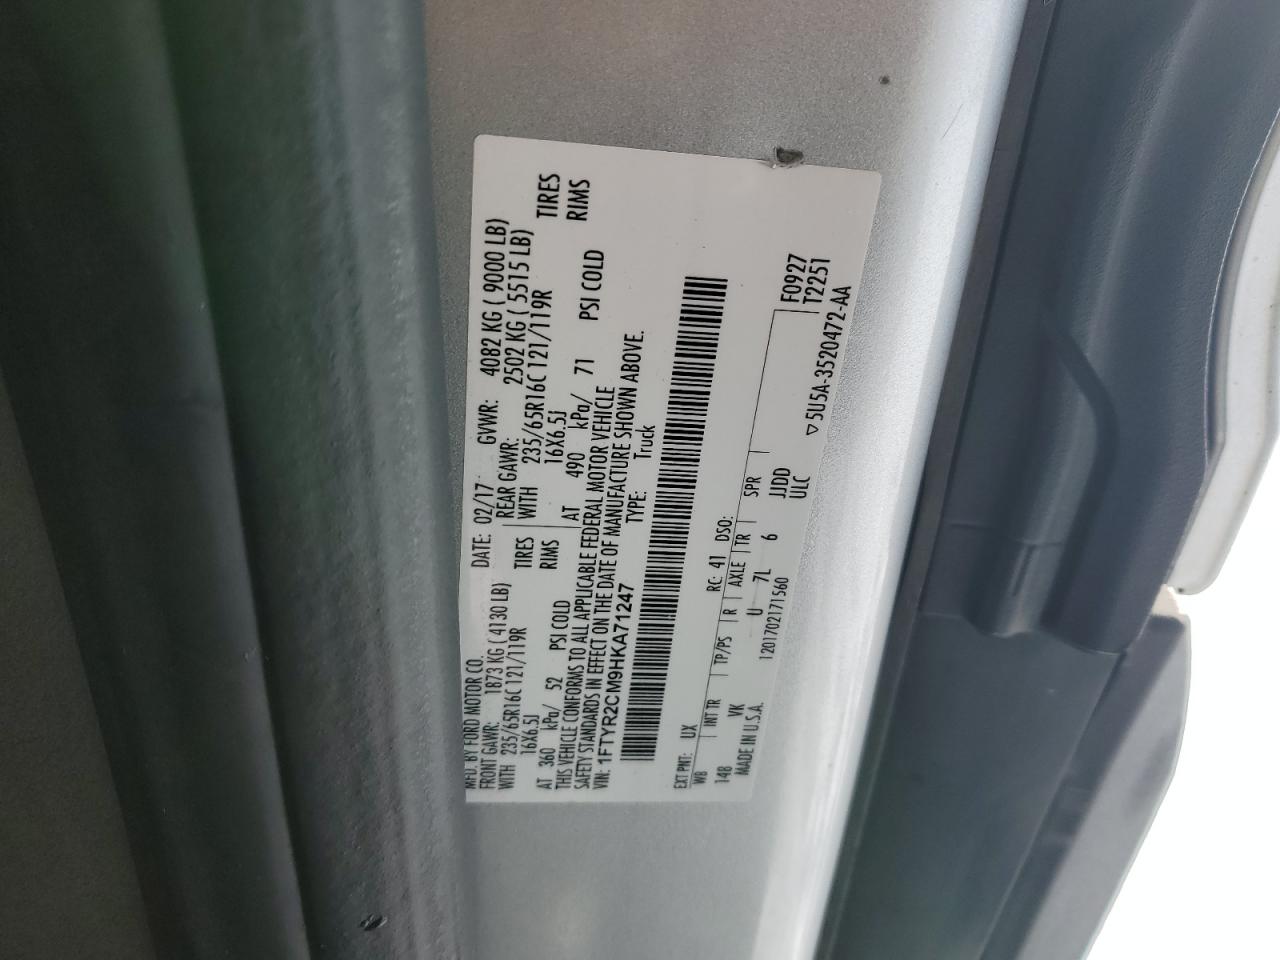 MFD. BY FORD MOTOR CO.
DATE: 02/17 GVWR: 4082 KG ( 9000 LB)
FRONT GAWR: 1873 KG ( 4130 LB) REAR GAWR: 2502 KG ( 5515 LB)
WITH 235/65R16C 121/119R TIRES WITH 235/65R16C 121/119R TIRES
16X6.5J RIMS 16X6.5j RIMS
AT 360 kPa/ 52 PSI COLD AT 490 kPa/ 71 PSI COLD
THIS VEHICLE CONFORMS TO ALL APPLICABLE FEDERAL MOTOR VEHICLE
SAFETY STANDARDS IN EFFECT ON THE DATE OF MANUFACTURE SHOWN ABOVE.
VIN: 1FTYR2CM9HKA71247 TYPE: Truck
EXT PNT: UX RC: 41 DSO: F0927
WB INT TR TP/PS R AXLE TR SPR T2251
148 VK U 7L 6 JJDD
MADE IN U.S.A. 120170217156​0 ULC ▽5U5A-3520472-AA